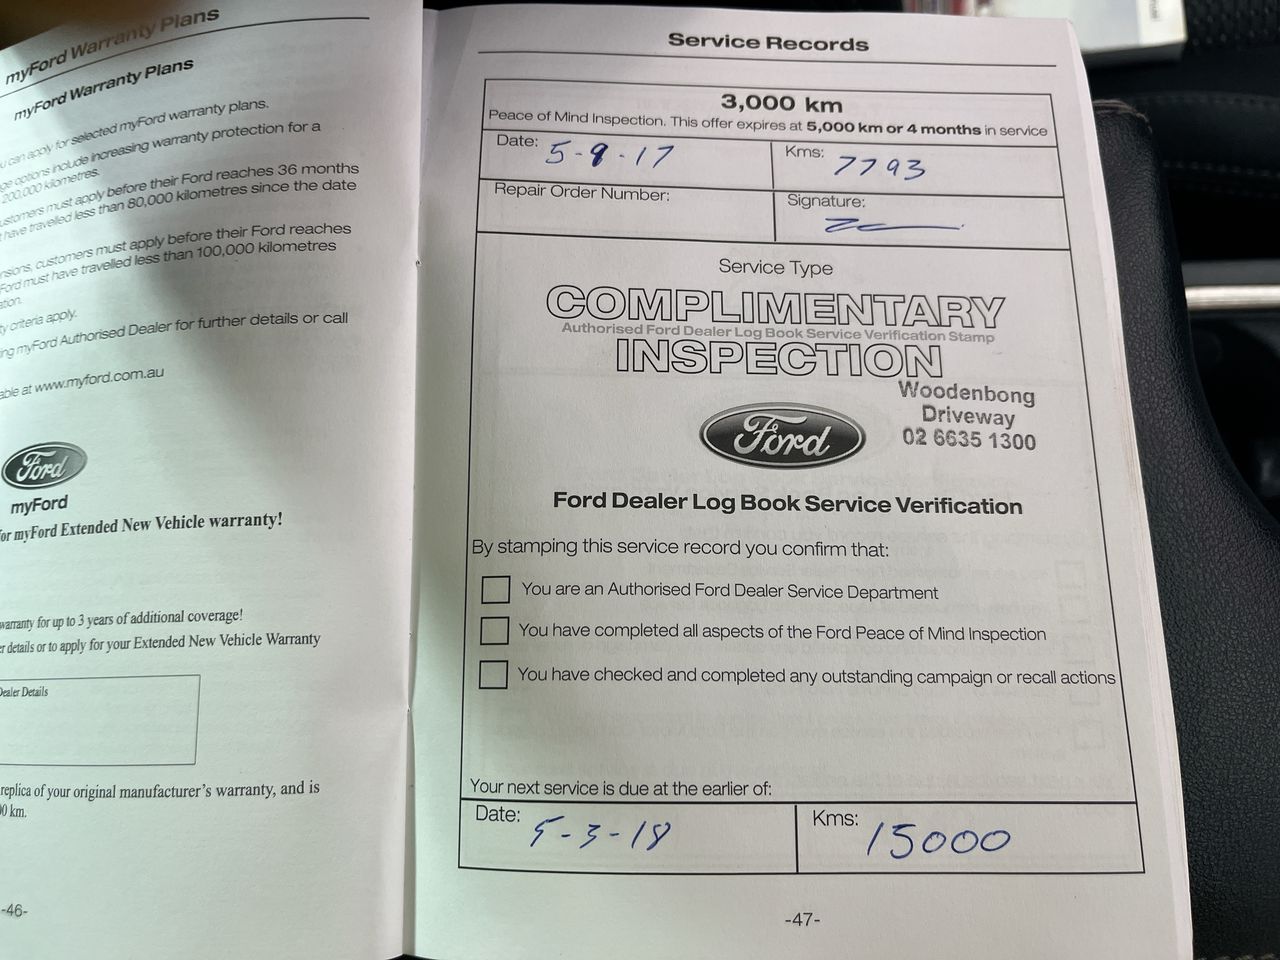 myFord Warranty Plans
myFord Warranty Plans
u can apply for selected myFord warranty plans.
ge options include increasing warranty protection for a
200,000 kilometres.
ustomers must apply before their Ford reaches 36 months
t have travelled less than 80,000 kilometres since the date
nsions, customers must apply before their Ford reaches
Ford must have travelled less than 100,000 kilometres
ation.
ty criteria apply.
ing myFord Authorised Dealer for further details or call
able at www.myford.com.au
Ford
myFord
for myFord Extended New Vehicle warranty!
warranty for up to 3 years of additional coverage!
er details or to apply for your Extended New Vehicle Warranty
Dealer Details
replica of your original manufacturer's warranty, and is
00 km.
-46-
Service Records
3,000 km
Peace of Mind Inspection. This offer expires at 5,000 km or 4 months in service
Date: 5-9-17 Kms: 7793
Repair Order Number: Signature:
Service Type
COMPLIMENTARY
Authorised Ford Dealer Log Book Service Verification Stamp
INSPECTION
Woodenbong
Driveway
02 6635 1300
Ford
Ford Dealer Log Book Service Verification
By stamping this service record you confirm that:
You are an Authorised Ford Dealer Service Department
You have completed all aspects of the Ford Peace of Mind Inspection
You have checked and completed any outstanding campaign or recall actions
Your next service is due at the earlier of:
Date: 5-3-18 Kms: 15000
-47-